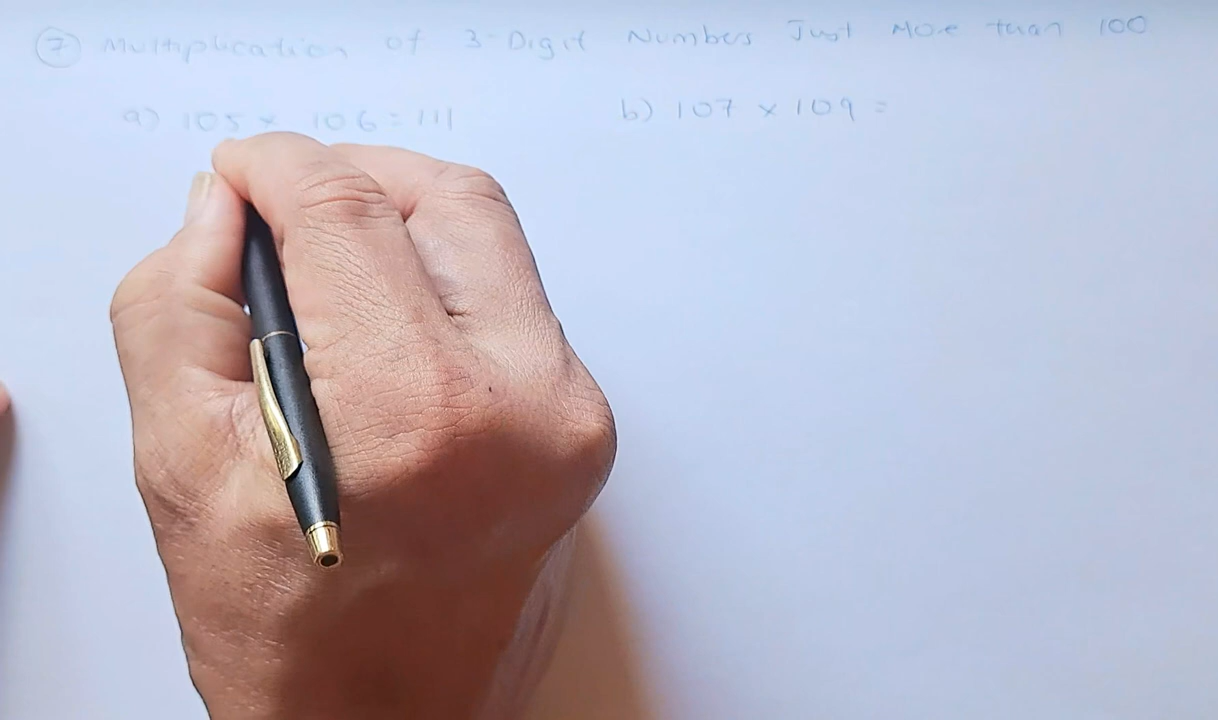 7 Multiplication of 3-Digit Numbers Just More than 100
a) 105 × 106 = 111 b) 107 × 109 =